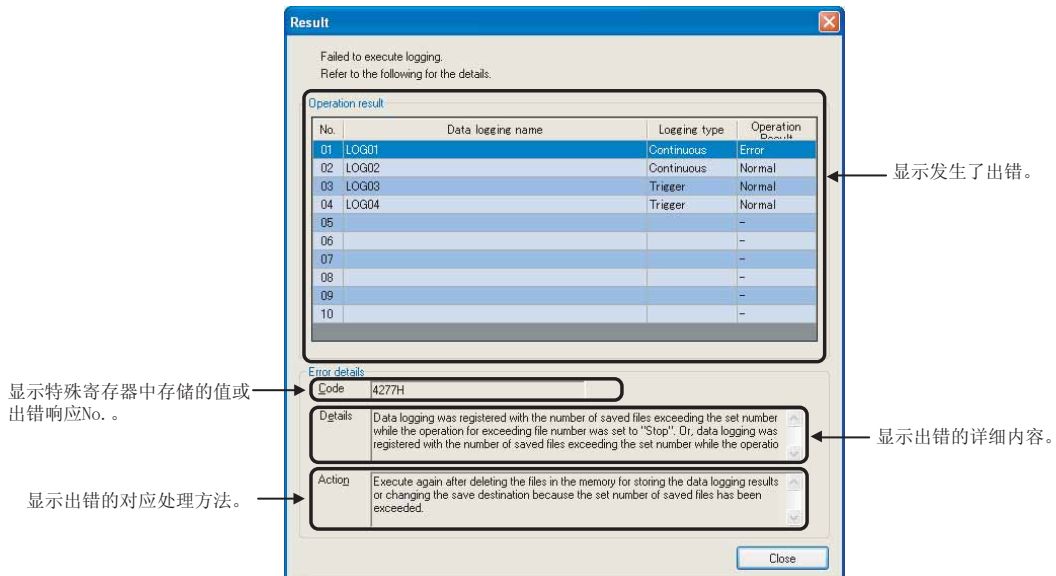 Result
Failed to execute logging.
Refer to the following for the details.
Operation result
No. Data logging name Logging type Operation
01 LOG01 Continuous Error
02 LOG02 Continuous Normal
03 LOG03 Trigger Normal
04 LOG04 Trigger Normal
05 -
06 -
07 -
08 -
09 -
10 -
显示发生了出错。
Error details
Code 4277H
显示特殊寄存器中存储的值或
出错响应No.。
Details Data logging was registered with the number of saved files exceeding the set number
while the operation for exceeding file number was set to "Stop". Or, data logging was
registered with the number of saved files exceeding the set number while the operatio
显示出错的详细内容。
Action Execute again after deleting the files in the memory for storing the data logging results
or changing the save destination because the set number of saved files has been
exceeded.
显示出错的对应处理方法。
Close